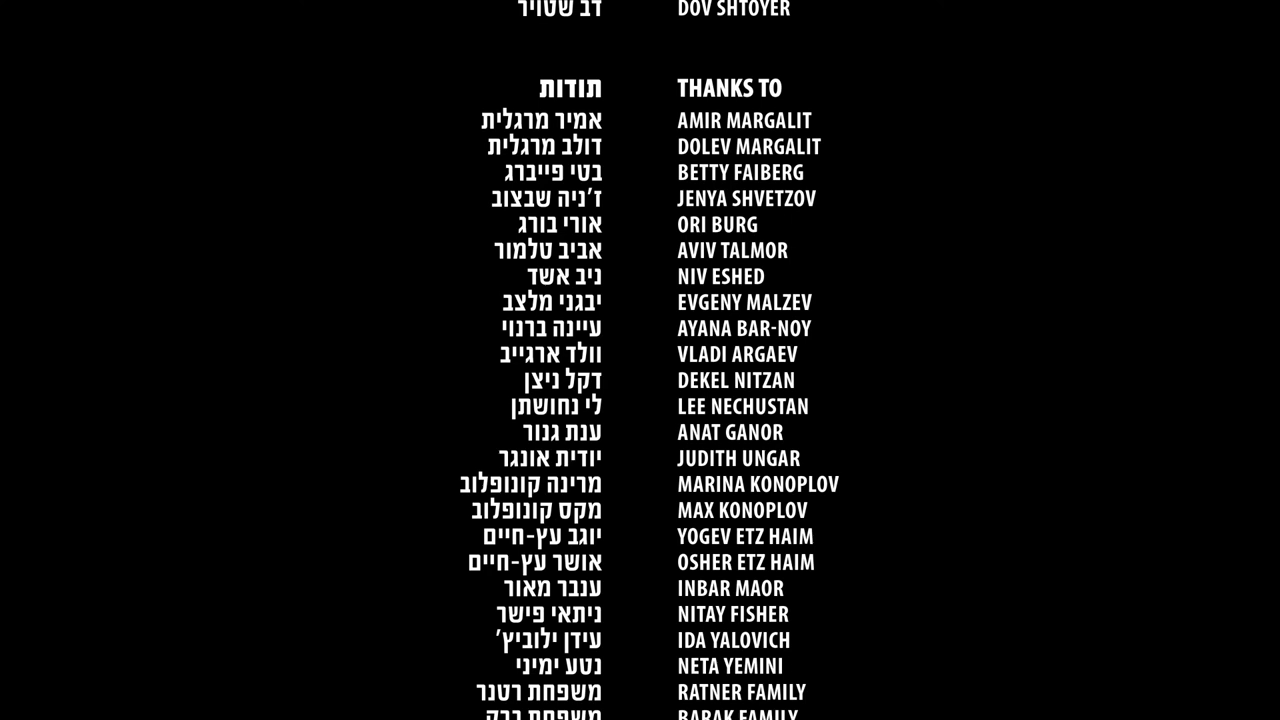 דב שטויר DOV SHTOYER
תודות THANKS TO
אמיר מרגלית AMIR MARGALIT
דולב מרגלית DOLEV MARGALIT
בטי פייברג BETTY FAIBERG
ז'ניה שבצוב JENYA SHVETZOV
אורי בורג ORI BURG
אביב טלמור AVIV TALMOR
ניב אשד NIV ESHED
יבגני מלצב EVGENY MALZEV
עיינה ברנוי AYANA BAR-NOY
וולד ארגייב VLADI ARGAEV
דקל ניצן DEKEL NITZAN
לי נחושתן LEE NECHUSTAN
ענת גנור ANAT GANOR
יודית אונגר JUDITH UNGAR
מרינה קונופלוב MARINA KONOPLOV
מקס קונופלוב MAX KONOPLOV
יוגב עץ-חיים YOGEV ETZ HAIM
אושר עץ-חיים OSHER ETZ HAIM
ענבר מאור INBAR MAOR
ניתאי פישר NITAY FISHER
עידן ילוביץ' IDA YALOVICH
נטע ימיני NETA YEMINI
משפחת רטנר RATNER FAMILY
משפחת ברק BARAK FAMILY